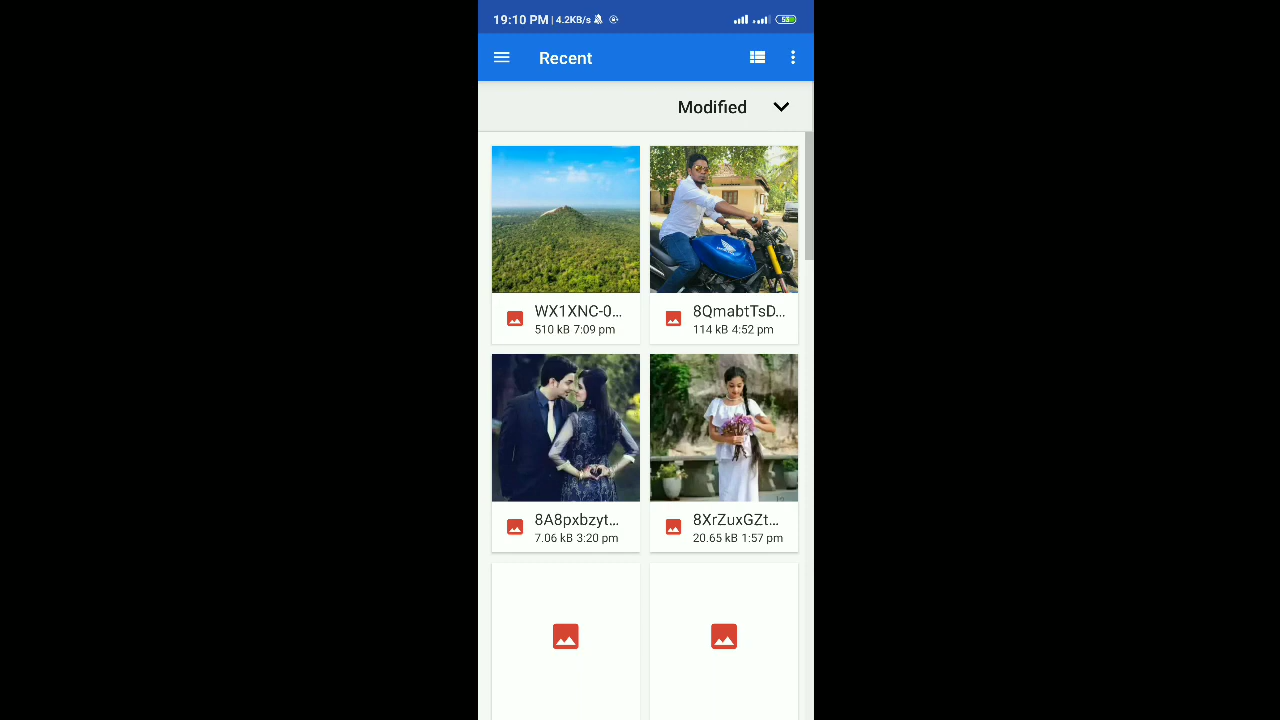 19:10 PM | 4.2KB/s
53
Recent
Modified
WX1XNC-0...
510 kB 7:09 pm
8QmabtTsD...
114 kB 4:52 pm
8A8pxbzyt...
7.06 kB 3:20 pm
8XrZuxGZt...
20.65 kB 1:57 pm